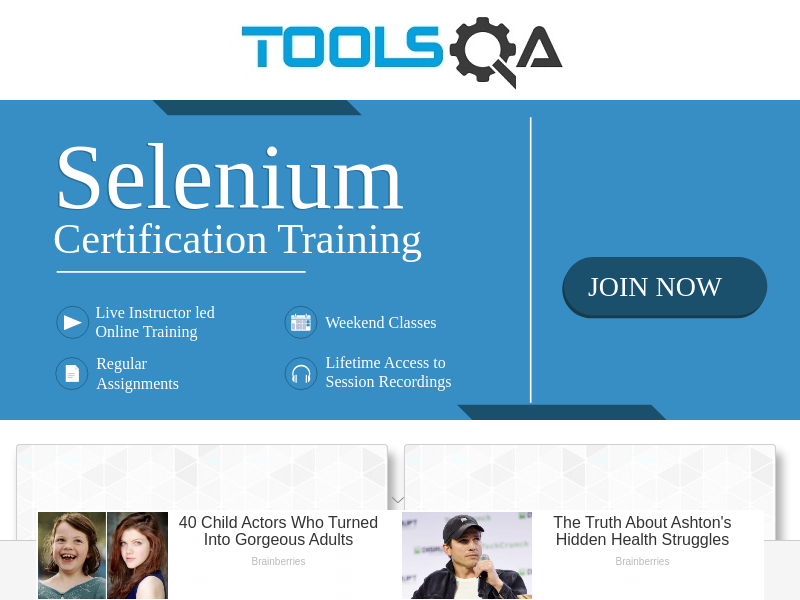 TOOLSQA
Selenium
Certification Training
JOIN NOW
Live Instructor led
Online Training
Weekend Classes
Regular
Assignments
Lifetime Access to
Session Recordings
40 Child Actors Who Turned
Into Gorgeous Adults
Brainberries
The Truth About Ashton's
Hidden Health Struggles
Brainberries